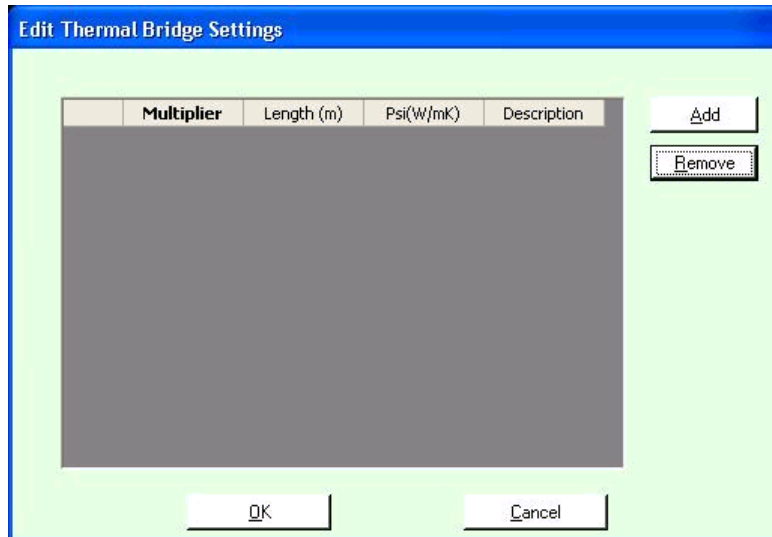 Edit Thermal Bridge Settings
Multiplier Length (m) Psi(W/mK) Description
Add
Remove
OK Cancel